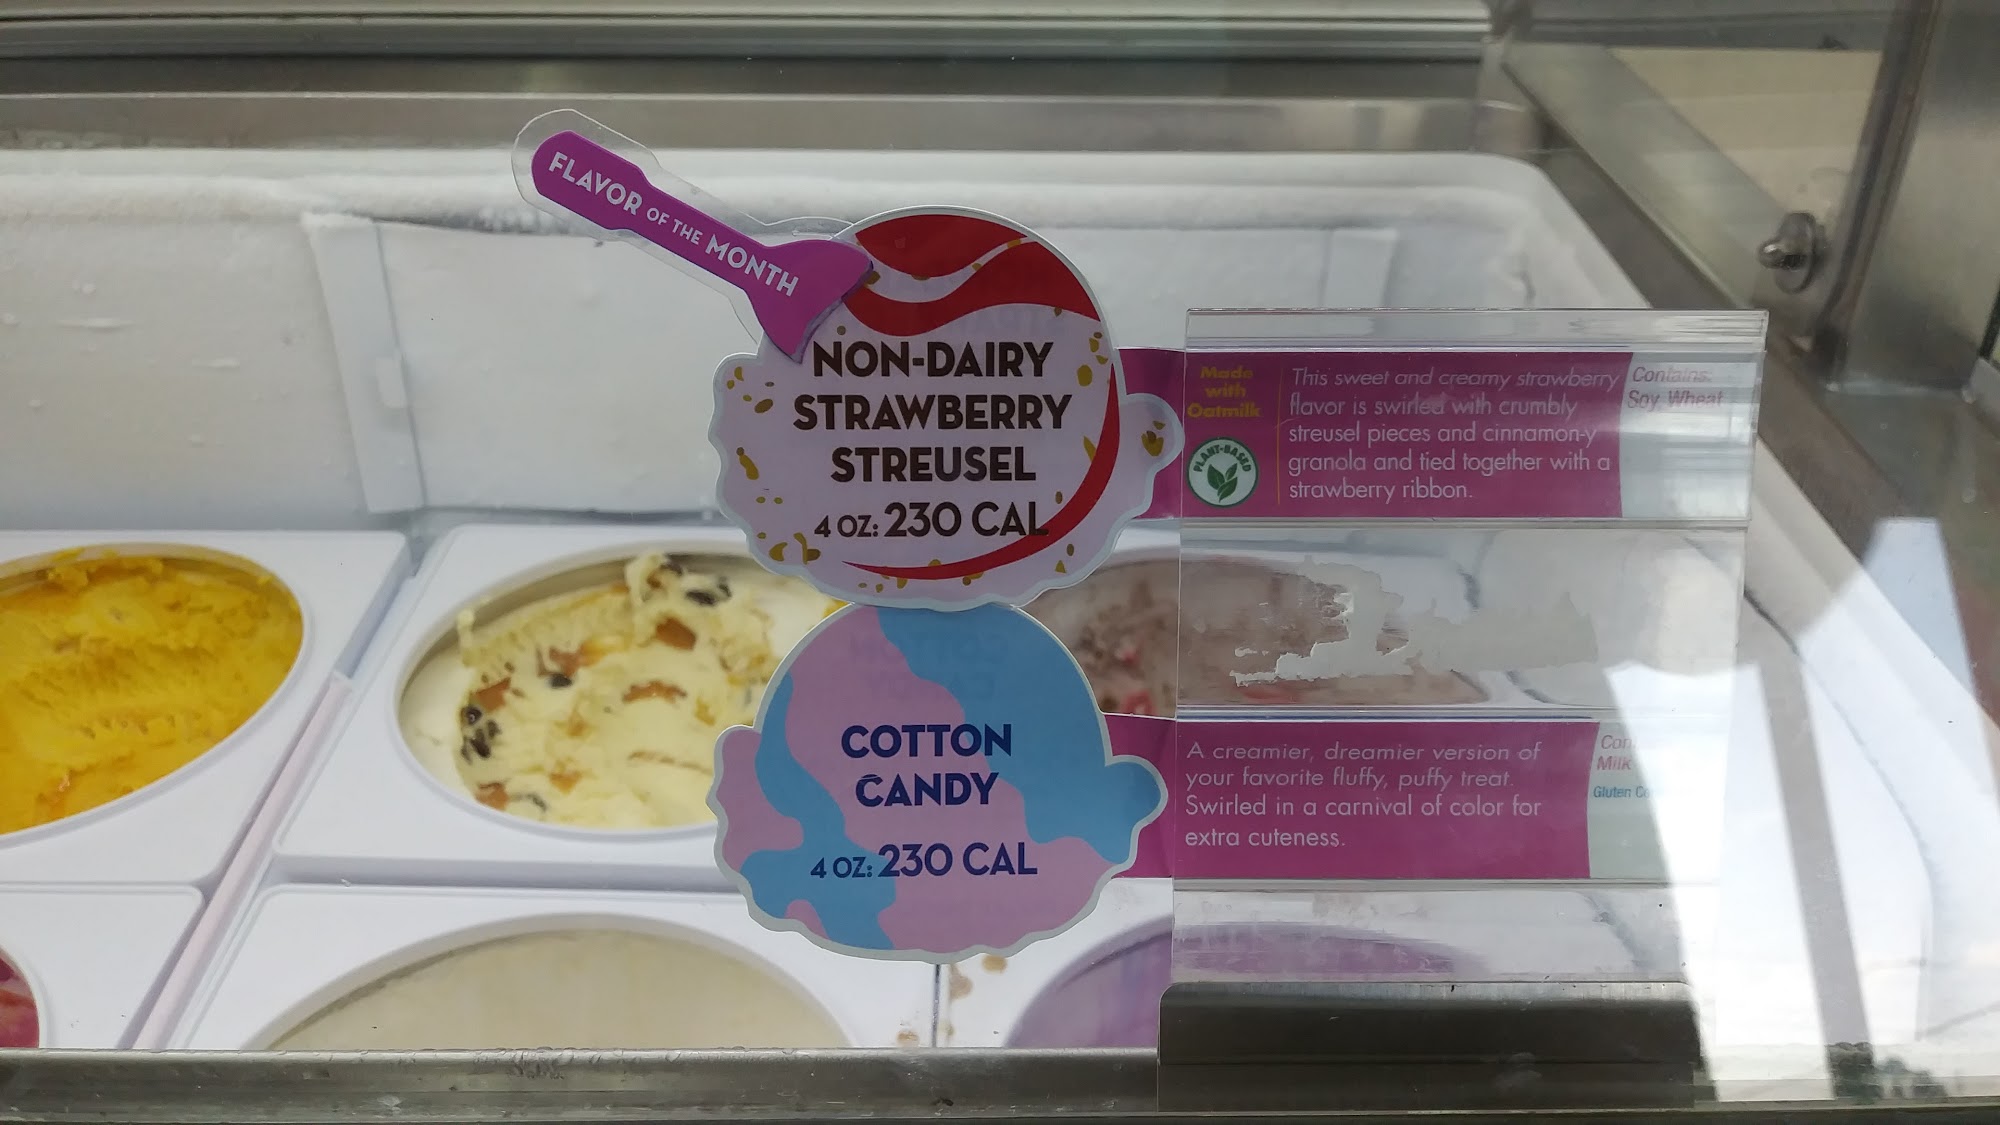 FLAVOR OF THE MONTH
NON-DAIRY
STRAWBERRY
STREUSEL
4 OZ: 230 CAL
Made
with
Oatmilk
PLANT-BASED
This sweet and creamy strawberry
flavor is swirled with crumbly
streusel pieces and cinnamon-y
granola and tied together with a
strawberry ribbon.
Contains:
Soy, Wheat
COTTON
CANDY
4 OZ: 230 CAL
A creamier, dreamier version of
your favorite fluffy, puffy treat.
Swirled in a carnival of color for
extra cuteness.
Milk
Gluten